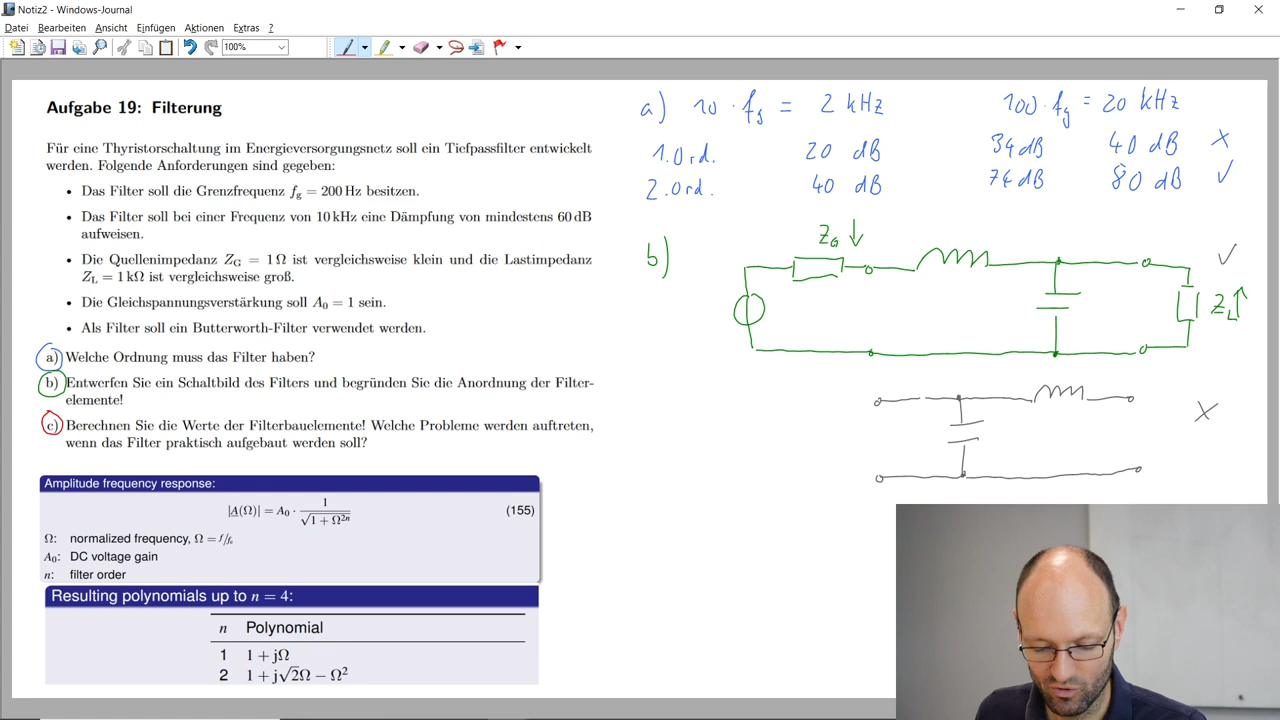 Notiz2 - Windows-Journal
Datei Bearbeiten Ansicht Einfügen Aktionen Extras ?
100%
Aufgabe 19: Filterung
Für eine Thyristorschaltung im Energieversorgungsnetz soll ein Tiefpassfilter entwickelt
werden. Folgende Anforderungen sind gegeben:
• Das Filter soll die Grenzfrequenz fg = 200 Hz besitzen.
• Das Filter soll bei einer Frequenz von 10 kHz eine Dämpfung von mindestens 60 dB
aufweisen.
• Die Quellenimpedanz ZG = 1 Ω ist vergleichsweise klein und die Lastimpedanz
ZL = 1 kΩ ist vergleichsweise groß.
• Die Gleichspannungsverstärkung soll A0 = 1 sein.
• Als Filter soll ein Butterworth-Filter verwendet werden.
a) Welche Ordnung muss das Filter haben?
b) Entwerfen Sie ein Schaltbild des Filters und begründen Sie die Anordnung der Filter-
elemente!
c) Berechnen Sie die Werte der Filterbauelemente! Welche Probleme werden auftreten,
wenn das Filter praktisch aufgebaut werden soll?
Amplitude frequency response:
|A(Ω)| = A0 · 1/√(1 + Ω^2n) (155)
Ω: normalized frequency, Ω = f/fc
A0: DC voltage gain
n: filter order
Resulting polynomials up to n = 4:
n Polynomial
1 1 + jΩ
2 1 + j√2Ω − Ω²
a) 10 · fg = 2 kHz 100 · fg = 20 kHz
1. Ord. 20 dB 34 dB 40 dB ×
2. Ord. 40 dB 74 dB 80 dB ✓
b) ZG ↓ ✓
ZL ↑
×